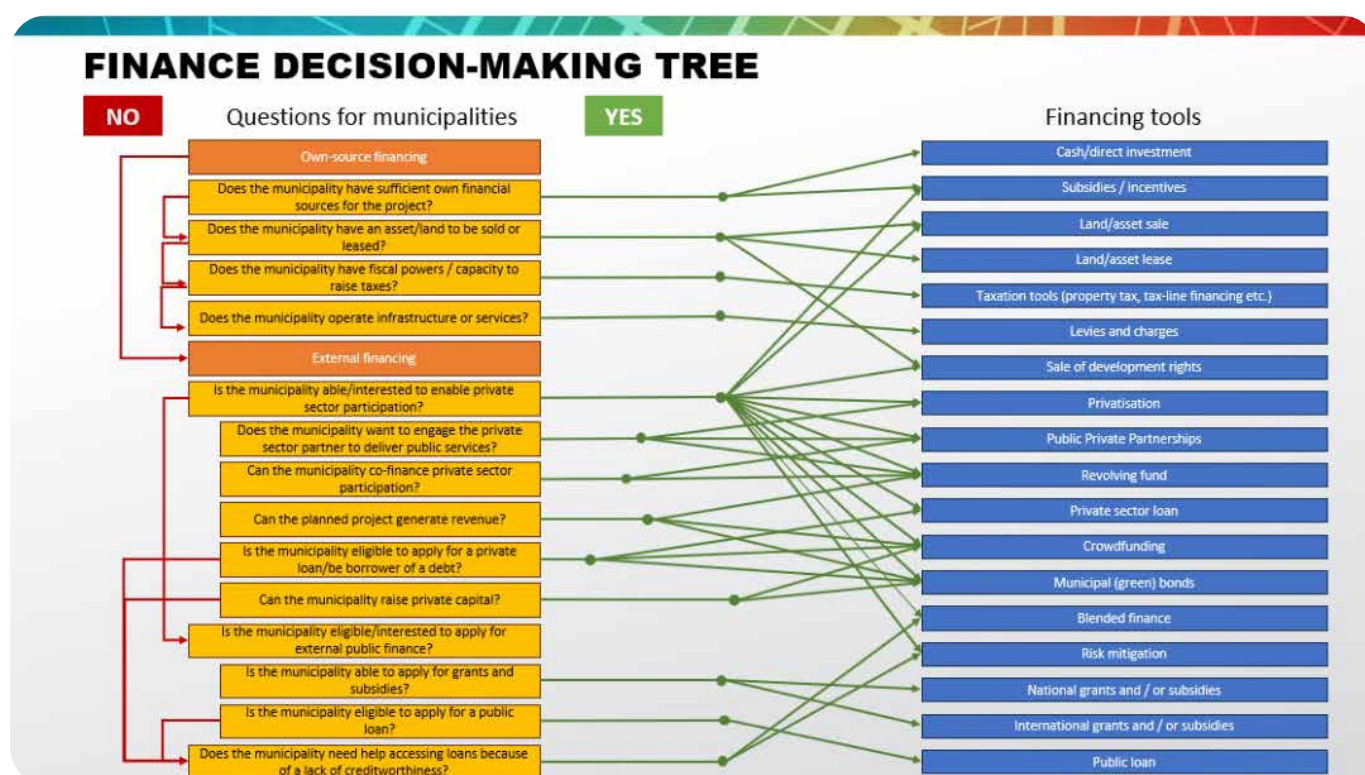 FINANCE DECISION-MAKING TREE
NO
Questions for municipalities
YES
Financing tools
Own-source financing
Does the municipality have sufficient own financial
sources for the project?
Does the municipality have an asset/land to be sold or
leased?
Does the municipality have fiscal powers / capacity to
raise taxes?
Does the municipality operate infrastructure or services?
External financing
Is the municipality able/interested to enable private
sector participation?
Does the municipality want to engage the private
sector partner to deliver public services?
Can the municipality co-finance private sector
participation?
Can the planned project generate revenue?
Is the municipality eligible to apply for a private
loan/be borrower of a debt?
Can the municipality raise private capital?
Is the municipality eligible/interested to apply for
external public finance?
Is the municipality able to apply for grants and
subsidies?
Is the municipality eligible to apply for a public
loan?
Does the municipality need help accessing loans because
of a lack of creditworthiness?
Cash/direct investment
Subsidies / incentives
Land/asset sale
Land/asset lease
Taxation tools (property tax, tax-line financing etc.)
Levies and charges
Sale of development rights
Privatisation
Public Private Partnerships
Revolving fund
Private sector loan
Crowdfunding
Municipal (green) bonds
Blended finance
Risk mitigation
National grants and / or subsidies
International grants and / or subsidies
Public loan